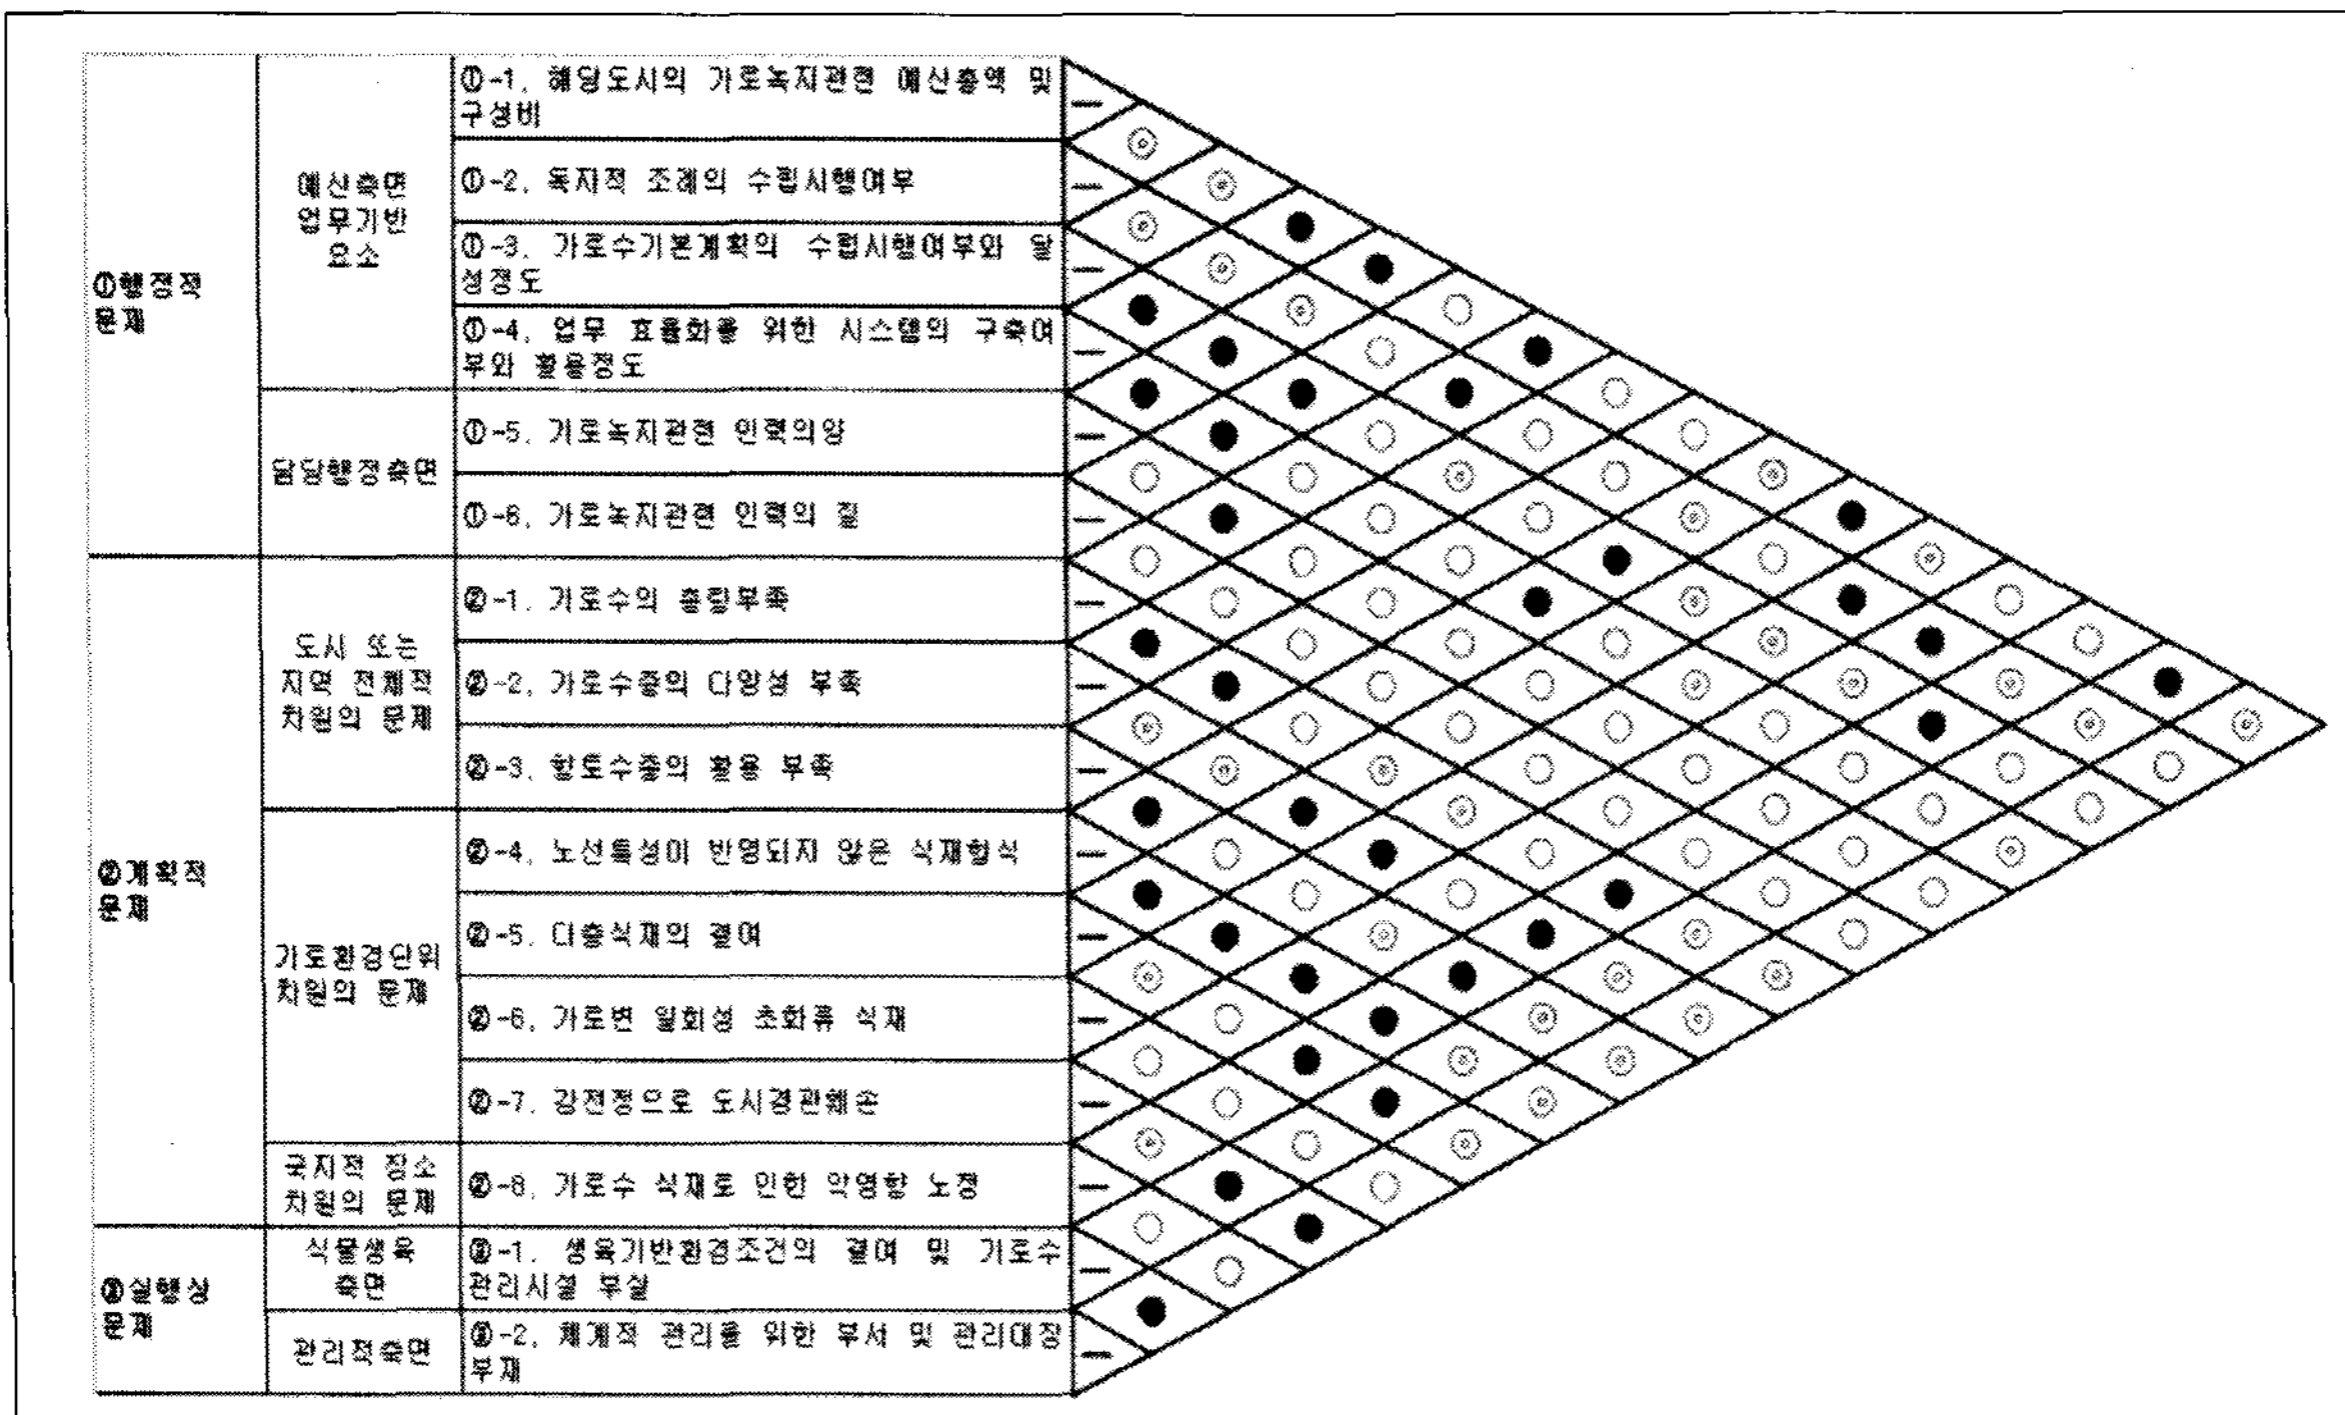 ①행정적
문제
예산측면
업무기반
요소
①-1, 해당도시의 가로녹지관련 예산총액 및
구성비
①-2, 독자적 조례의 수립시행여부
①-3, 가로수기본계획의 수립시행여부와 달
성정도
①-4, 업무 효율화를 위한 시스템의 구축여
부와 활용정도
담당행정측면
①-5, 가로녹지관련 인력의양
①-6, 가로녹지관련 인력의 질
②계획적
문제
도시 또는
지역 전체적
차원의 문제
②-1, 가로수의 총량부족
②-2, 가로수종의 다양성 부족
②-3, 향토수종의 활용 부족
가로환경단위
차원의 문제
②-4, 노선특성이 반영되지 않은 식재형식
②-5, 다층식재의 결여
②-6, 가로변 일회성 초화류 식재
②-7, 강전정으로 도시경관훼손
국지적 장소
차원의 문제
②-8, 가로수 식재로 인한 악영향 노정
③실행상
문제
식물생육
측면
③-1, 생육기반환경조건의 결여 및 가로수
관리시설 부실
관리적측면
③-2, 체계적 관리를 위한 부서 및 관리대장
부재